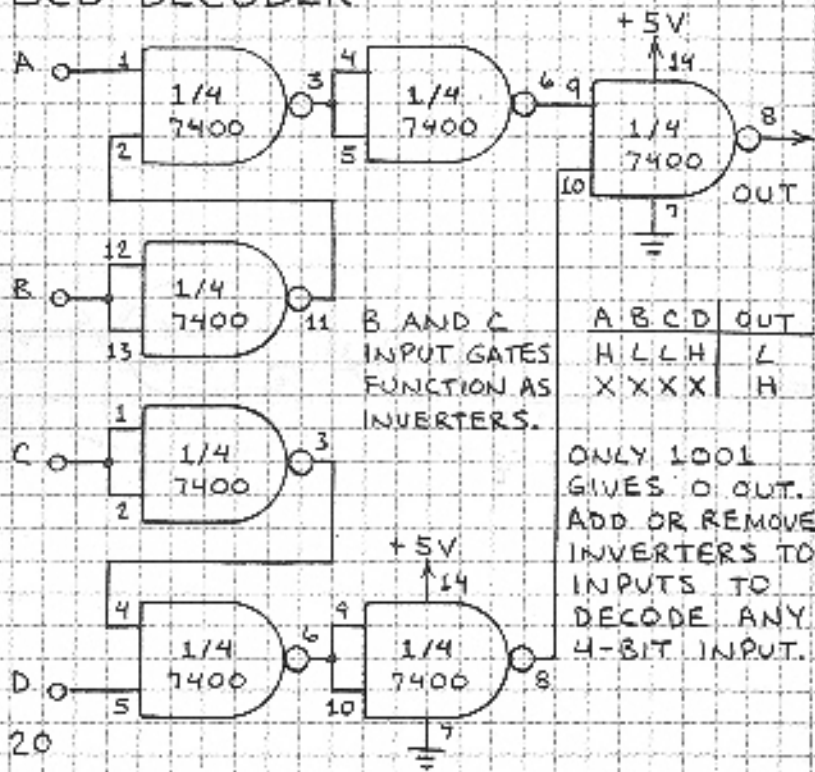 BCD DECODER
+5V
A
1
2
1/4
7400
3
4
5
1/4
7400
6
9
10
14
1/4
7400
7
8
OUT
B
12
13
1/4
7400
11
B AND C
INPUT GATES
FUNCTION AS
INVERTERS.
A B C D OUT
H L L H L
X X X X H
C
1
2
1/4
7400
3
ONLY 1001
GIVES 0 OUT.
ADD OR REMOVE
INVERTERS TO
INPUTS TO
DECODE ANY
4-BIT INPUT.
+5V
D
4
5
1/4
7400
6
9
10
14
1/4
7400
7
8
20